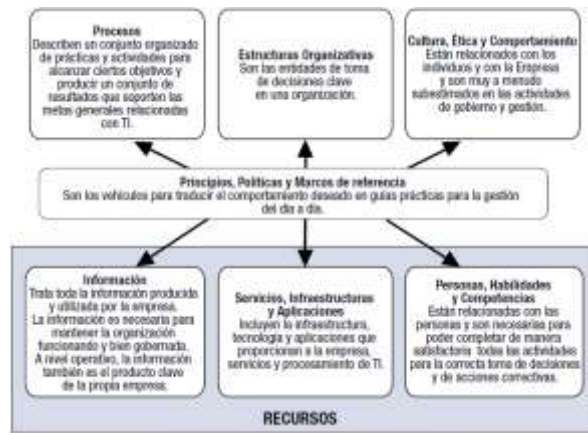 Procesos
Describen un conjunto organizado
de prácticas y actividades para
alcanzar ciertos objetivos y
producir un conjunto de
resultados que soporten las
metas generales relacionadas
con TI.
Estructuras Organizativas
Son las entidades de toma
de decisiones clave
en una organización.
Cultura, Ética y Comportamiento
Están relacionados con los
individuos y con la Empresa
y son muy a menudo
subestimados en las actividades
de gobierno y gestión.
Principios, Políticas y Marcos de referencia
Son los vehículos para traducir el comportamiento deseado en guías prácticas para la gestión
del día a día.
Información
Trata toda la información producida
y utilizada por la empresa.
La información es necesaria para
mantener la organización
funcionando y bien gobernada.
A nivel operativo, la información
también es el producto clave
de la propia empresa.
Servicios, Infraestructuras
y Aplicaciones
Incluyen la infraestructura,
tecnología y aplicaciones que
proporcionan a la empresa,
servicios y procesamiento de TI.
Personas, Habilidades
y Competencias
Están relacionadas con las
personas y son necesarias para
poder completar de manera
satisfactoria todas las actividades
para la correcta toma de decisiones
y de acciones correctivas.
RECURSOS